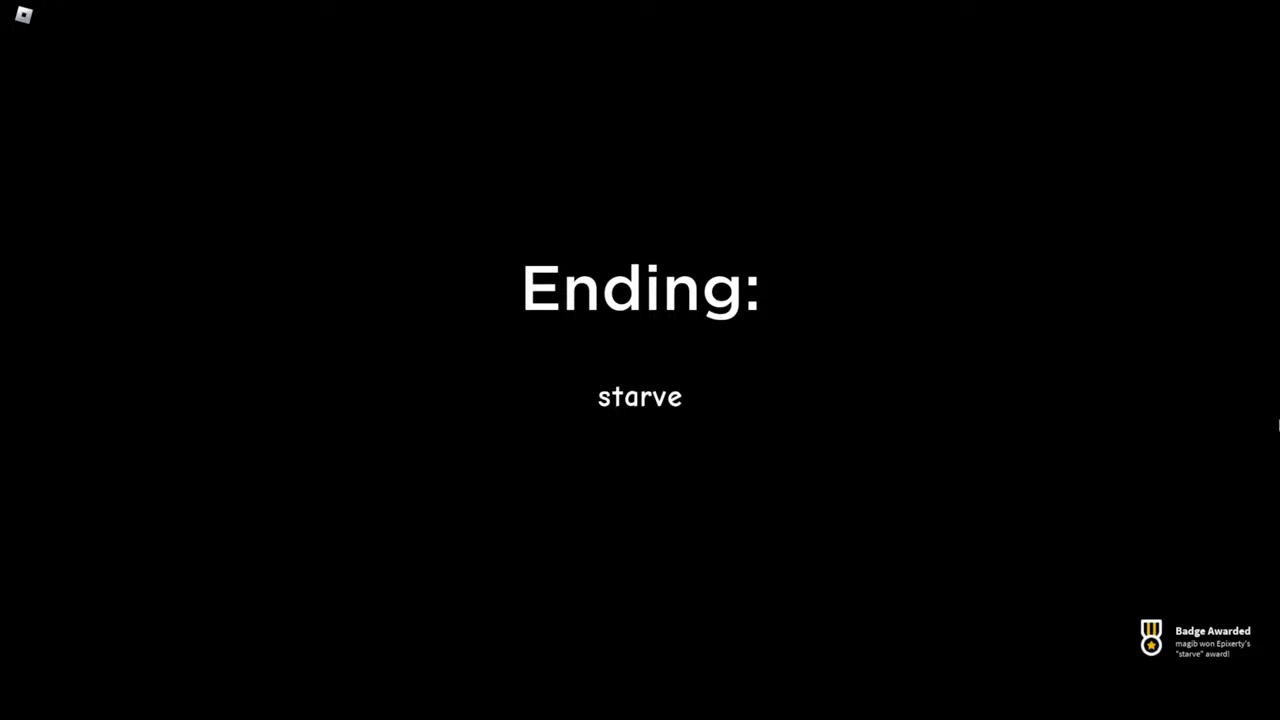 Ending:
starve
Badge Awarded
magib won Epixerty's
"starve" award!